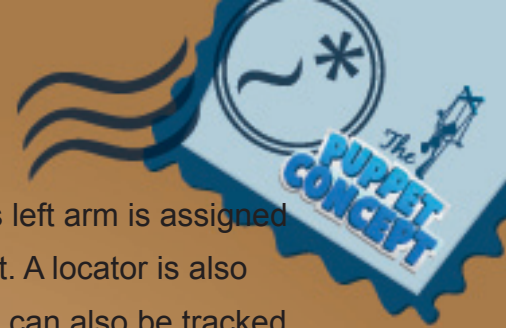 ~*
The
PUPPET
CONCEPT
s left arm is assigned
t. A locator is also
can also be tracked